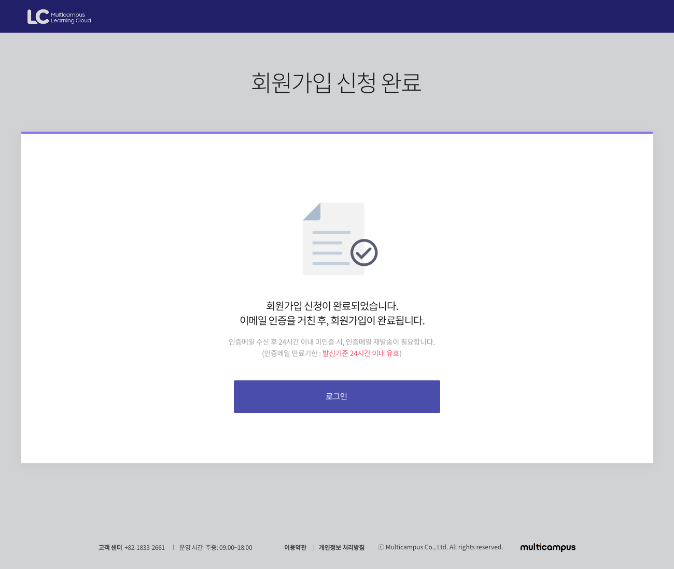 LC Multicampus
Learning Cloud
회원가입 신청 완료
회원가입 신청이 완료되었습니다.
이메일 인증을 거친 후, 회원가입이 완료됩니다.
인증메일 수신 후 24시간 이내 미인증 시, 인증메일 재발송이 필요합니다.
(인증메일 만료기한 : 발신기준 24시간 이내 유효)
로그인
고객 센터 +82-1833-2661 | 운영 시간: 주중: 09:00~18:00 이용약관 | 개인정보 처리방침 ⓒ Multicampus Co., Ltd. All rights reserved. multicampus